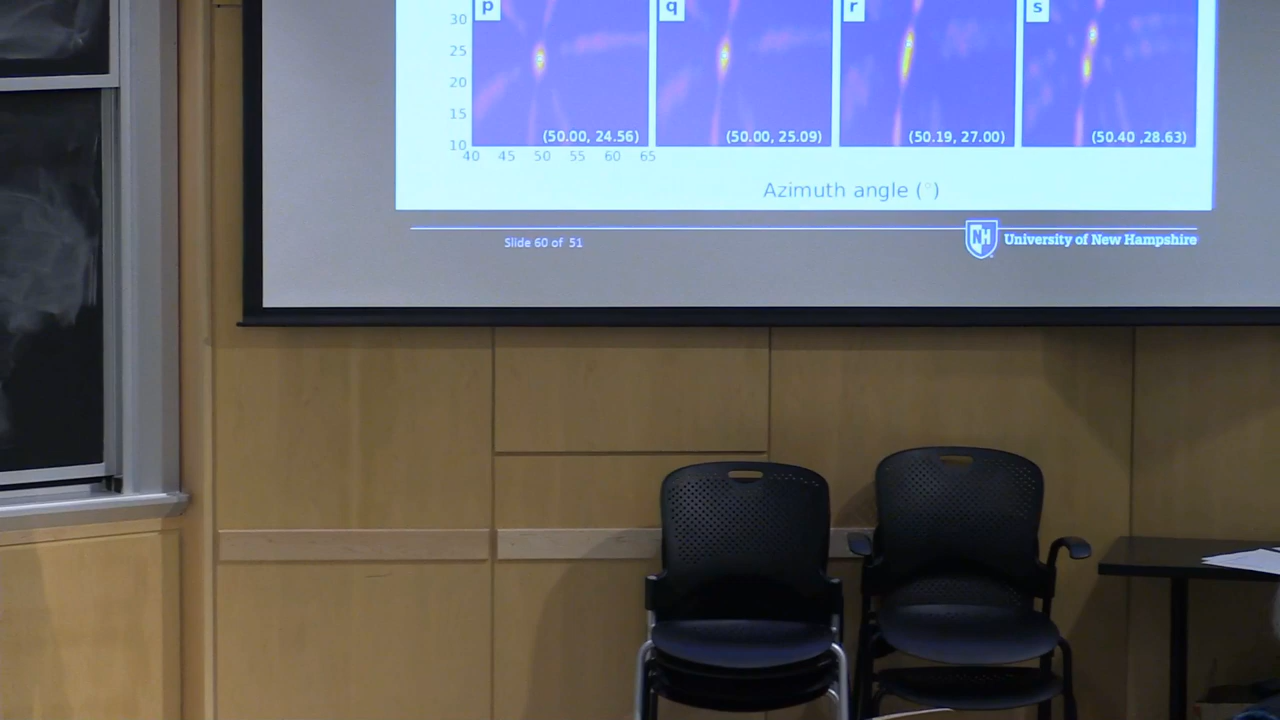 p q r s
30
25
20
15
10
(50.00, 24.56) (50.00, 25.09) (50.19, 27.00) (50.40 ,28.63)
40 45 50 55 60 65
Azimuth angle (°)
Slide 60 of 51
NH University of New Hampshire